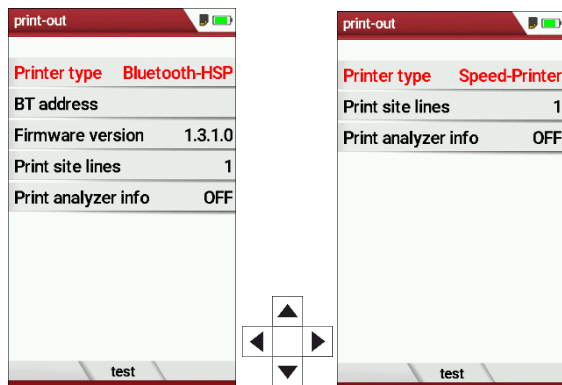 print-out
Printer type Bluetooth-HSP
BT address
Firmware version 1.3.1.0
Print site lines 1
Print analyzer info OFF
test
print-out
Printer type Speed-Printer
Print site lines 1
Print analyzer info OFF
test